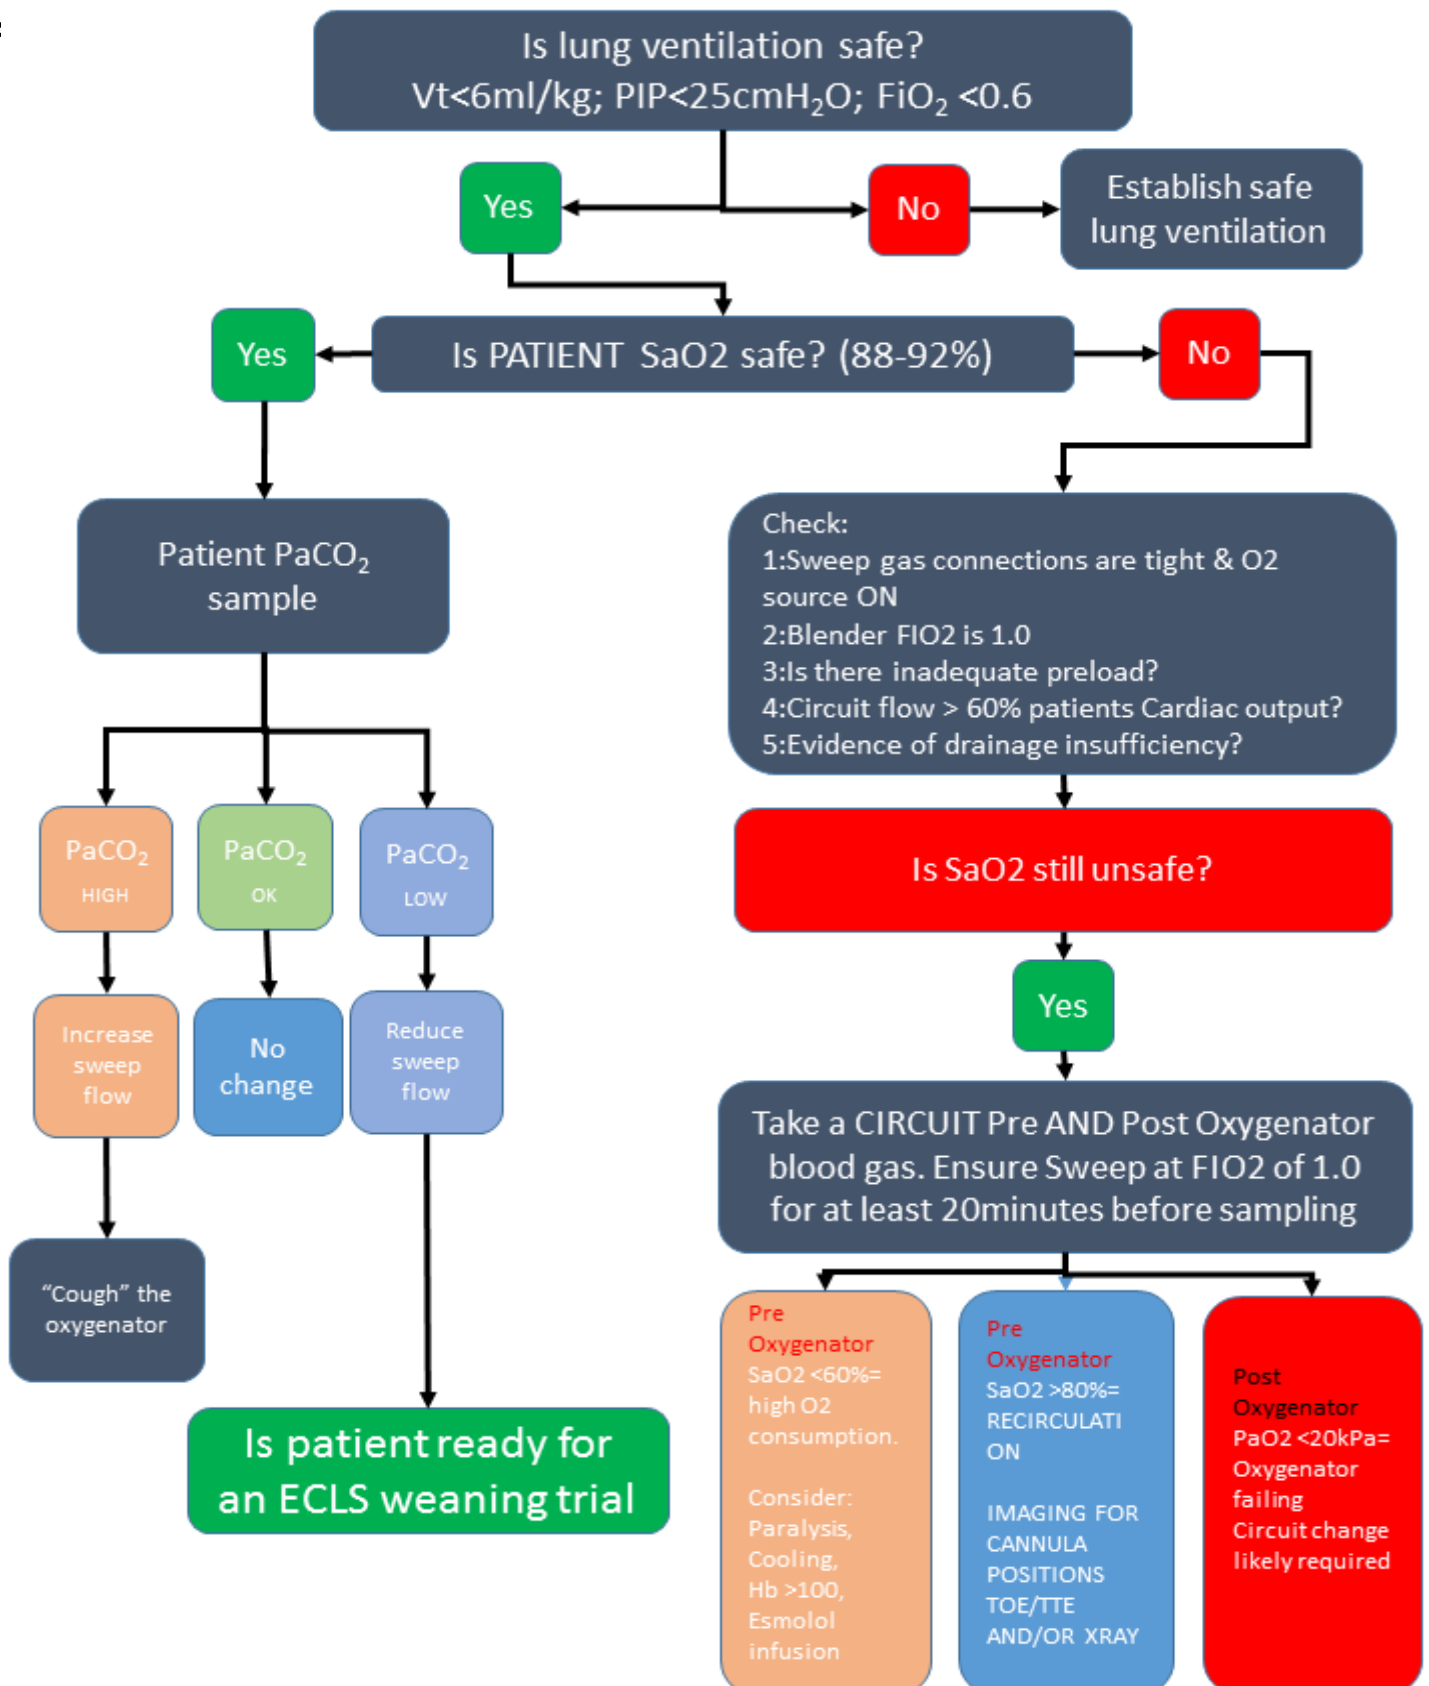 Is lung ventilation safe?
Vt<6ml/kg; PIP<25cmH₂O; FiO₂ <0.6
Yes
No
Establish safe
lung ventilation
Yes
Is PATIENT SaO2 safe? (88-92%)
No
Patient PaCO₂
sample
Check:
1:Sweep gas connections are tight & O2
source ON
2:Blender FIO2 is 1.0
3:Is there inadequate preload?
4:Circuit flow > 60% patients Cardiac output?
5:Evidence of drainage insufficiency?
PaCO₂
HIGH
PaCO₂
OK
PaCO₂
LOW
Is SaO2 still unsafe?
Yes
Increase
sweep
flow
No
change
Reduce
sweep
flow
Take a CIRCUIT Pre AND Post Oxygenator
blood gas. Ensure Sweep at FIO2 of 1.0
for at least 20minutes before sampling
"Cough" the
oxygenator
Is patient ready for
an ECLS weaning trial
Pre
Oxygenator
SaO2 <60%=
high O2
consumption.
Consider:
Paralysis,
Cooling,
Hb >100,
Esmolol
infusion
Pre
Oxygenator
SaO2 >80%=
RECIRCULATI
ON
IMAGING FOR
CANNULA
POSITIONS
TOE/TTE
AND/OR XRAY
Post
Oxygenator
PaO2 <20kPa=
Oxygenator
failing
Circuit change
likely required